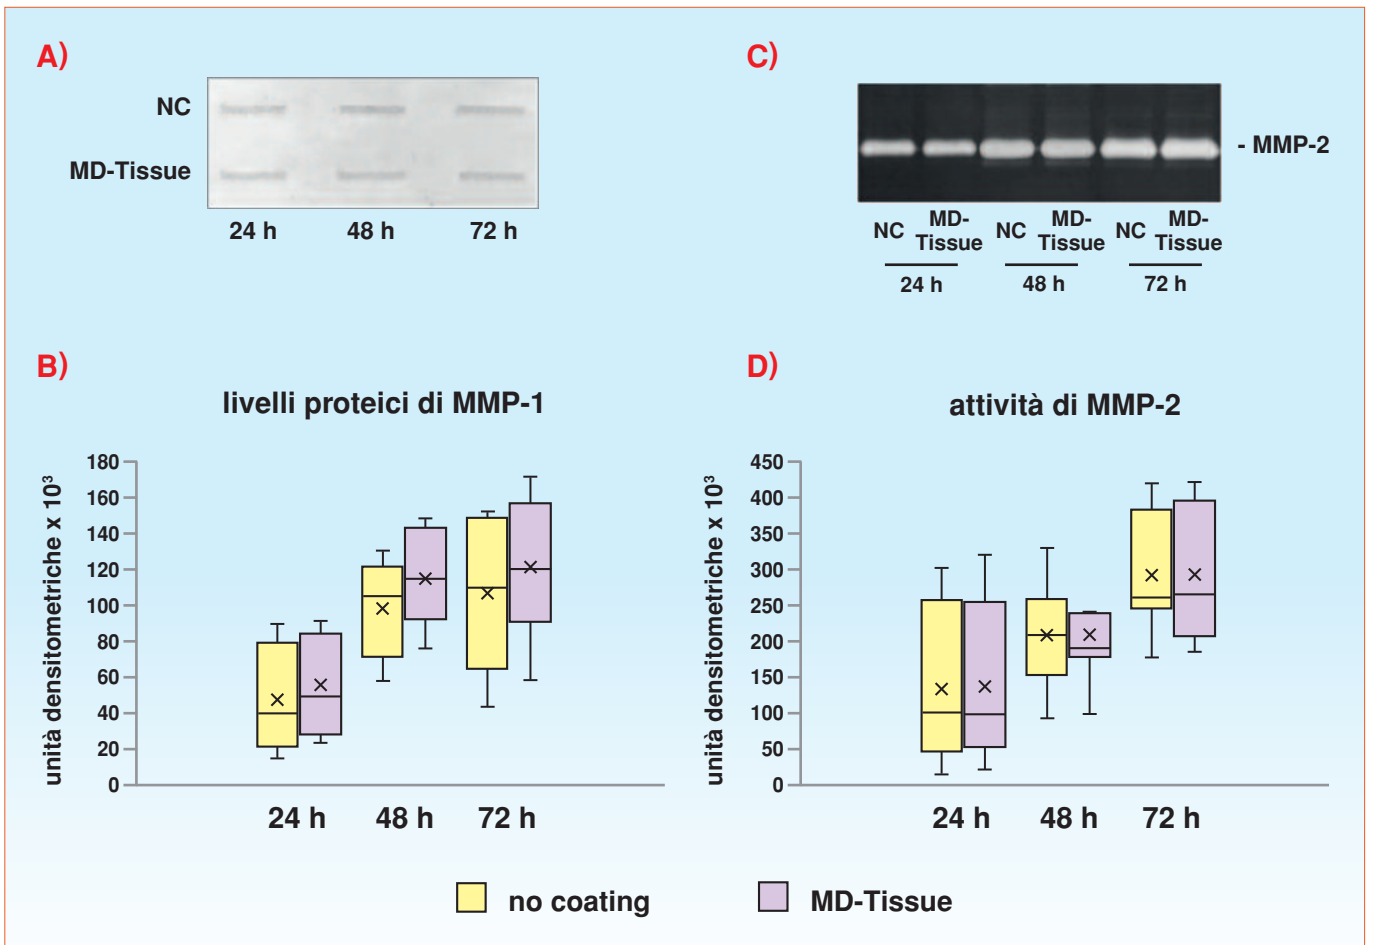 A)
NC
MD-Tissue
24 h 48 h 72 h
C)
- MMP-2
NC MD-Tissue NC MD-Tissue NC MD-Tissue
24 h 48 h 72 h
B)
livelli proteici di MMP-1
unità densitometriche x 10³
180
160
140
120
100
80
60
40
20
0
24 h 48 h 72 h
D)
attività di MMP-2
unità densitometriche x 10³
450
400
350
300
250
200
150
100
50
0
24 h 48 h 72 h
no coating
MD-Tissue